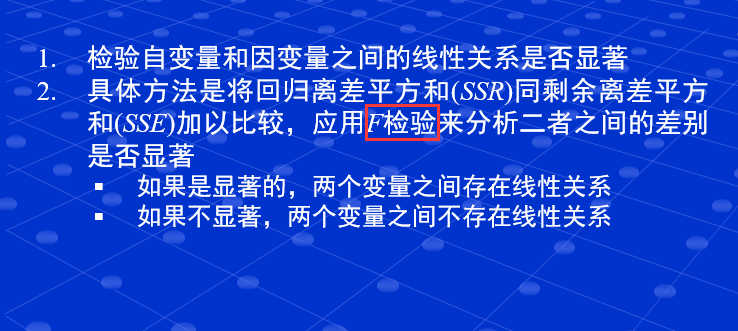 1. 检验自变量和因变量之间的线性关系是否显著
2. 具体方法是将回归离差平方和(SSR)同剩余离差平方
和(SSE)加以比较，应用F检验来分析二者之间的差别
是否显著
▪ 如果是显著的，两个变量之间存在线性关系
▪ 如果不显著，两个变量之间不存在线性关系